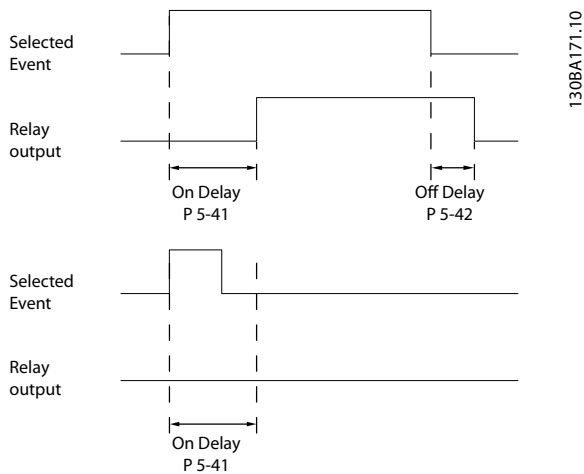 130BA171.10
Selected
Event
Relay
output
On Delay
P 5-41
Off Delay
P 5-42
Selected
Event
Relay
output
On Delay
P 5-41